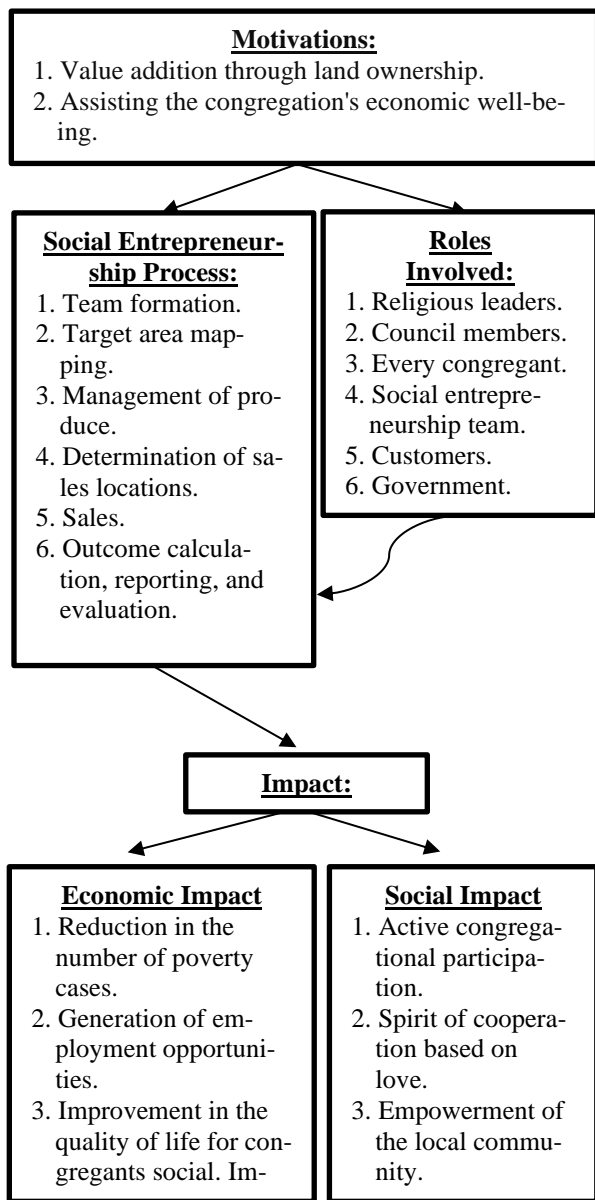 Motivations:
1. Value addition through land ownership.
2. Assisting the congregation's economic well-be-
ing.
Social Entrepreneur-
ship Process:
1. Team formation.
2. Target area map-
ping.
3. Management of pro-
duce.
4. Determination of sa-
les locations.
5. Sales.
6. Outcome calcula-
tion, reporting, and
evaluation.
Roles
Involved:
1. Religious leaders.
2. Council members.
3. Every congregant.
4. Social entrepre-
neurship team.
5. Customers.
6. Government.
Impact:
Economic Impact
1. Reduction in the
number of poverty
cases.
2. Generation of em-
ployment opportuni-
ties.
3. Improvement in the
quality of life for con-
gregants social. Im-
Social Impact
1. Active congrega-
tional participa-
tion.
2. Spirit of coopera-
tion based on
love.
3. Empowerment of
the local commu-
nity.